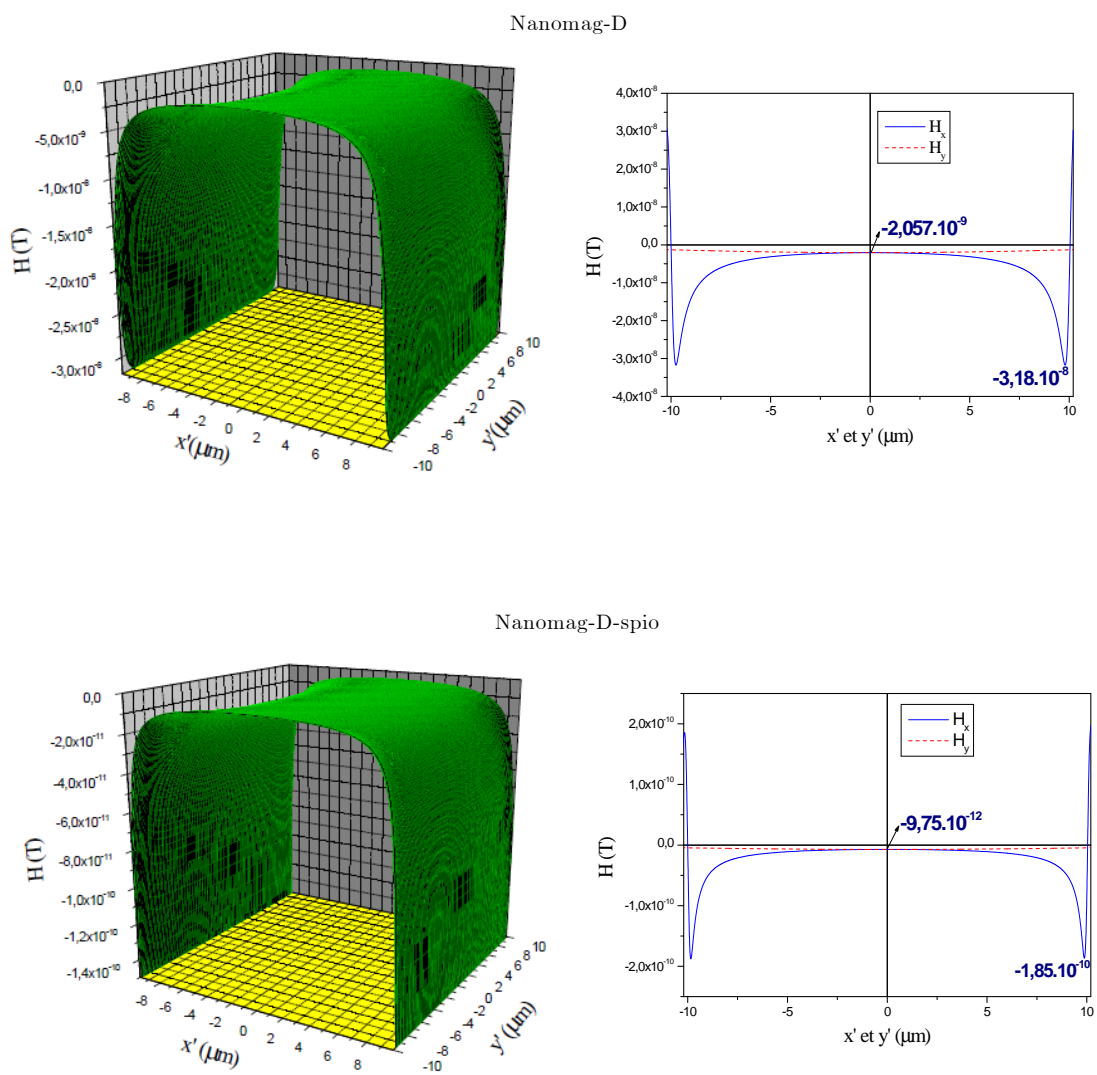 Nanomag-D
0,0
-5,0x10⁻⁹
-1,0x10⁻⁸
-1,5x10⁻⁸
-2,0x10⁻⁸
-2,5x10⁻⁸
-3,0x10⁻⁸
H (T)
-8 -6 -4 -2 0 2 4 6 8
x'(μm)
-10 -8 -6 -4 -2 0 2 4 6 8 10
y'(μm)
4,0x10⁻⁸
3,0x10⁻⁸
2,0x10⁻⁸
1,0x10⁻⁸
0,0
-1,0x10⁻⁸
-2,0x10⁻⁸
-3,0x10⁻⁸
-4,0x10⁻⁸
H (T)
Hₓ
H_y
-2,057.10⁻⁹
-3,18.10⁻⁸
-10 -5 0 5 10
x' et y' (μm)
Nanomag-D-spio
0,0
-2,0x10⁻¹¹
-4,0x10⁻¹¹
-6,0x10⁻¹¹
-8,0x10⁻¹¹
-1,0x10⁻¹⁰
-1,2x10⁻¹⁰
-1,4x10⁻¹⁰
H (T)
-8 -6 -4 -2 0 2 4 6 8
x' (μm)
-10 -8 -6 -4 -2 0 2 4 6 8 10
y' (μm)
2,0x10⁻¹⁰
1,0x10⁻¹⁰
0,0
-1,0x10⁻¹⁰
-2,0x10⁻¹⁰
H (T)
Hₓ
H_y
-9,75.10⁻¹²
-1,85.10⁻¹⁰
-10 -5 0 5 10
x' et y' (μm)